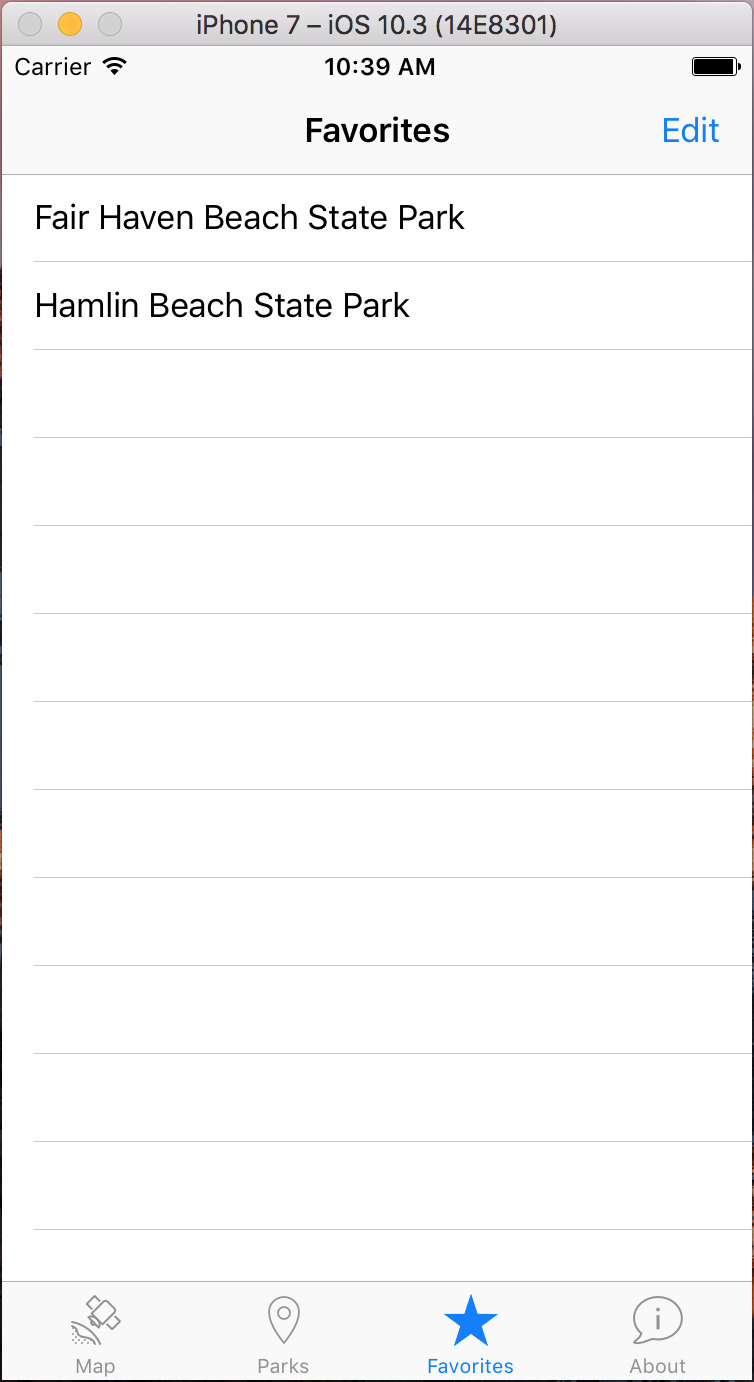 iPhone 7 – iOS 10.3 (14E8301)
Carrier 10:39 AM
Favorites Edit
Fair Haven Beach State Park
Hamlin Beach State Park
Map Parks Favorites About